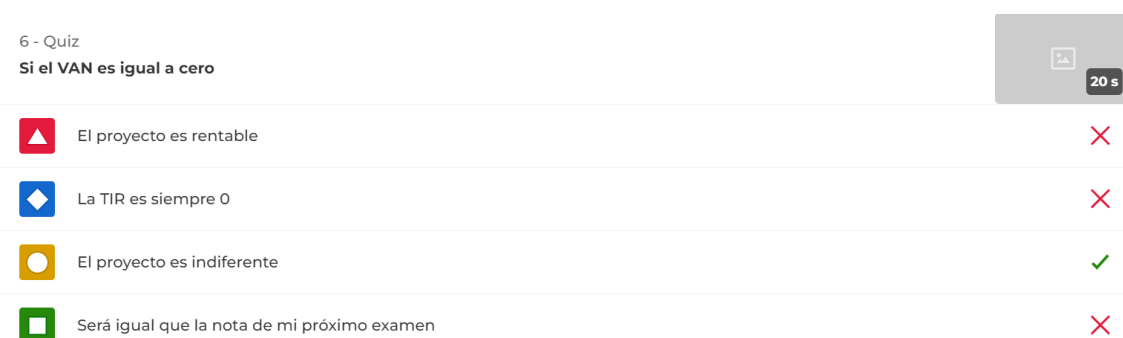 6 - Quiz
Si el VAN es igual a cero
20 s
El proyecto es rentable
La TIR es siempre 0
El proyecto es indiferente
Será igual que la nota de mi próximo examen